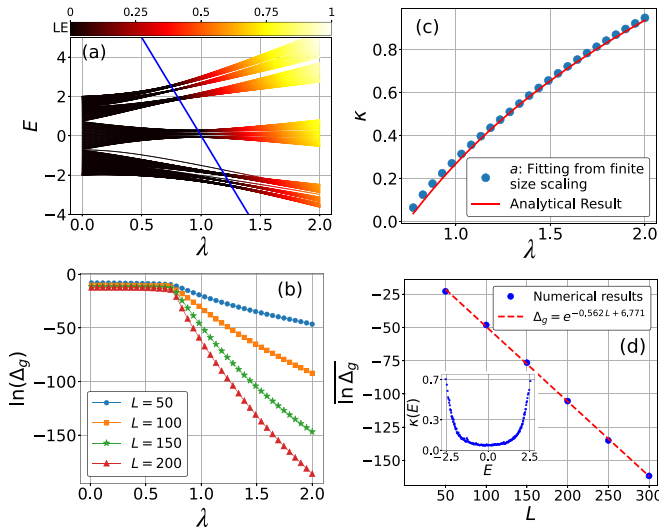 LE 0 0.25 0.5 0.75 1
(a)
E
4
2
0
−2
−4
0.0 0.5 1.0 1.5 2.0
λ
(c)
κ
0.8
0.6
0.4
0.2
0.0
a: Fitting from finite
size scaling
Analytical Result
1.0 1.5 2.0
λ
(b)
ln(Δg)
−10
−50
−100
−150
L = 50
L = 100
L = 150
L = 200
0.0 0.5 1.0 1.5 2.0
λ
(d)
ln Δg
−25
−50
−75
−100
−125
−150
Numerical results
Δg = e^−0,562L + 6,771
κ(E)
0.7
0.3
0.0
−2.5 0.0 2.5
E
50 100 150 200 250 300
L